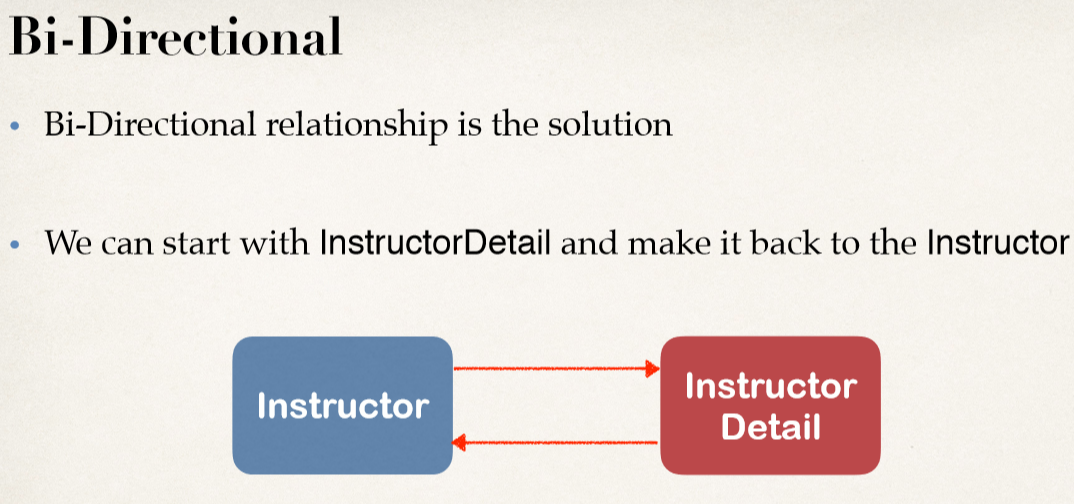 Bi-Directional
• Bi-Directional relationship is the solution
• We can start with InstructorDetail and make it back to the Instructor
Instructor
Instructor
Detail